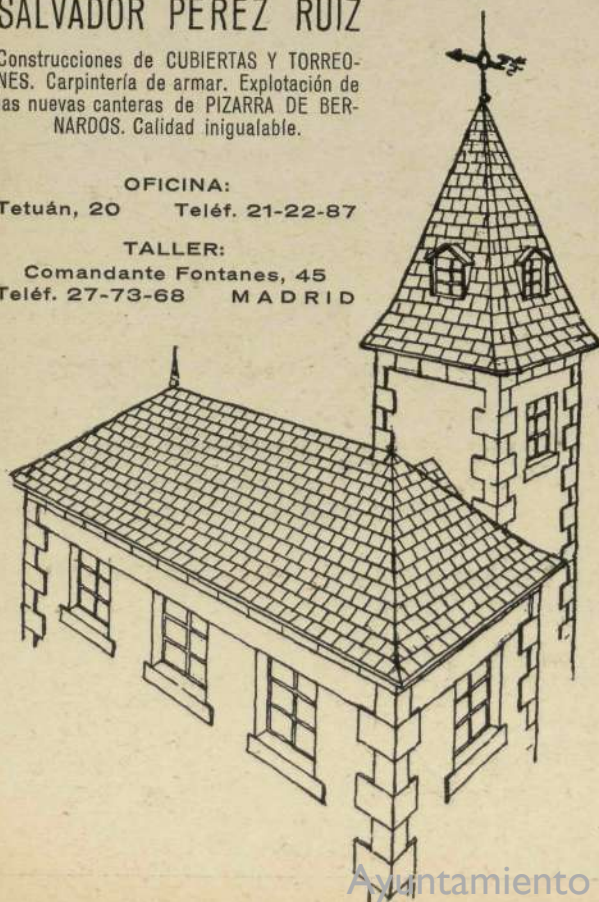 SALVADOR PEREZ RUIZ
Construcciones de CUBIERTAS Y TORREO-
NES. Carpintería de armar. Explotación de
las nuevas canteras de PIZARRA DE BER-
NARDOS. Calidad inigualable.
OFICINA:
Tetuán, 20 Teléf. 21-22-87
TALLER:
Comandante Fontanes, 45
Teléf. 27-73-68 MADRID
Ayuntamiento